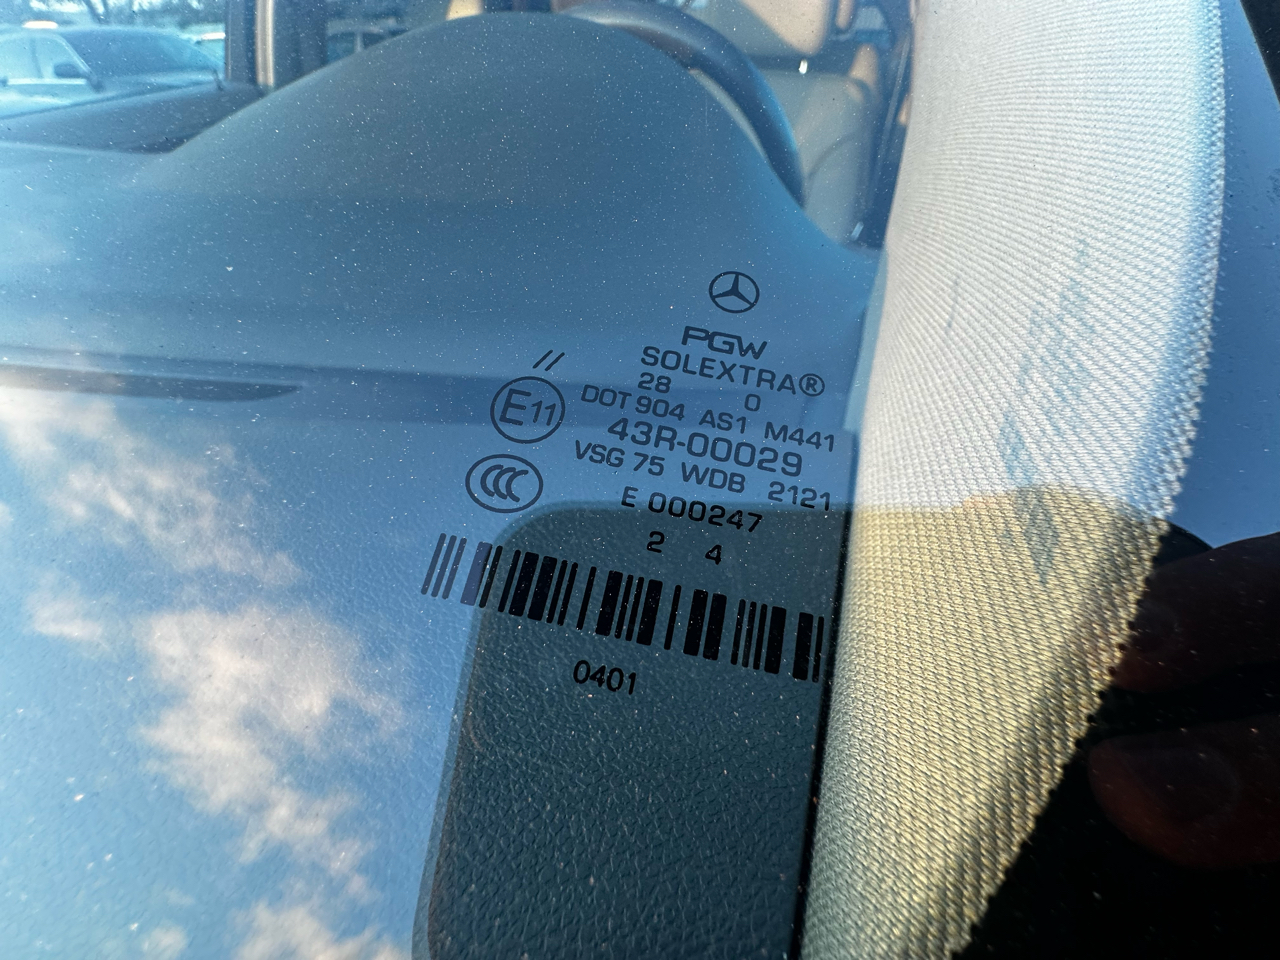 PGW
SOLEXTRA®
28 0
DOT 904 AS1 M441
43R-00029
VSG 75 WDB 2121
E 000247
2 4
//
E11
CCC
0401